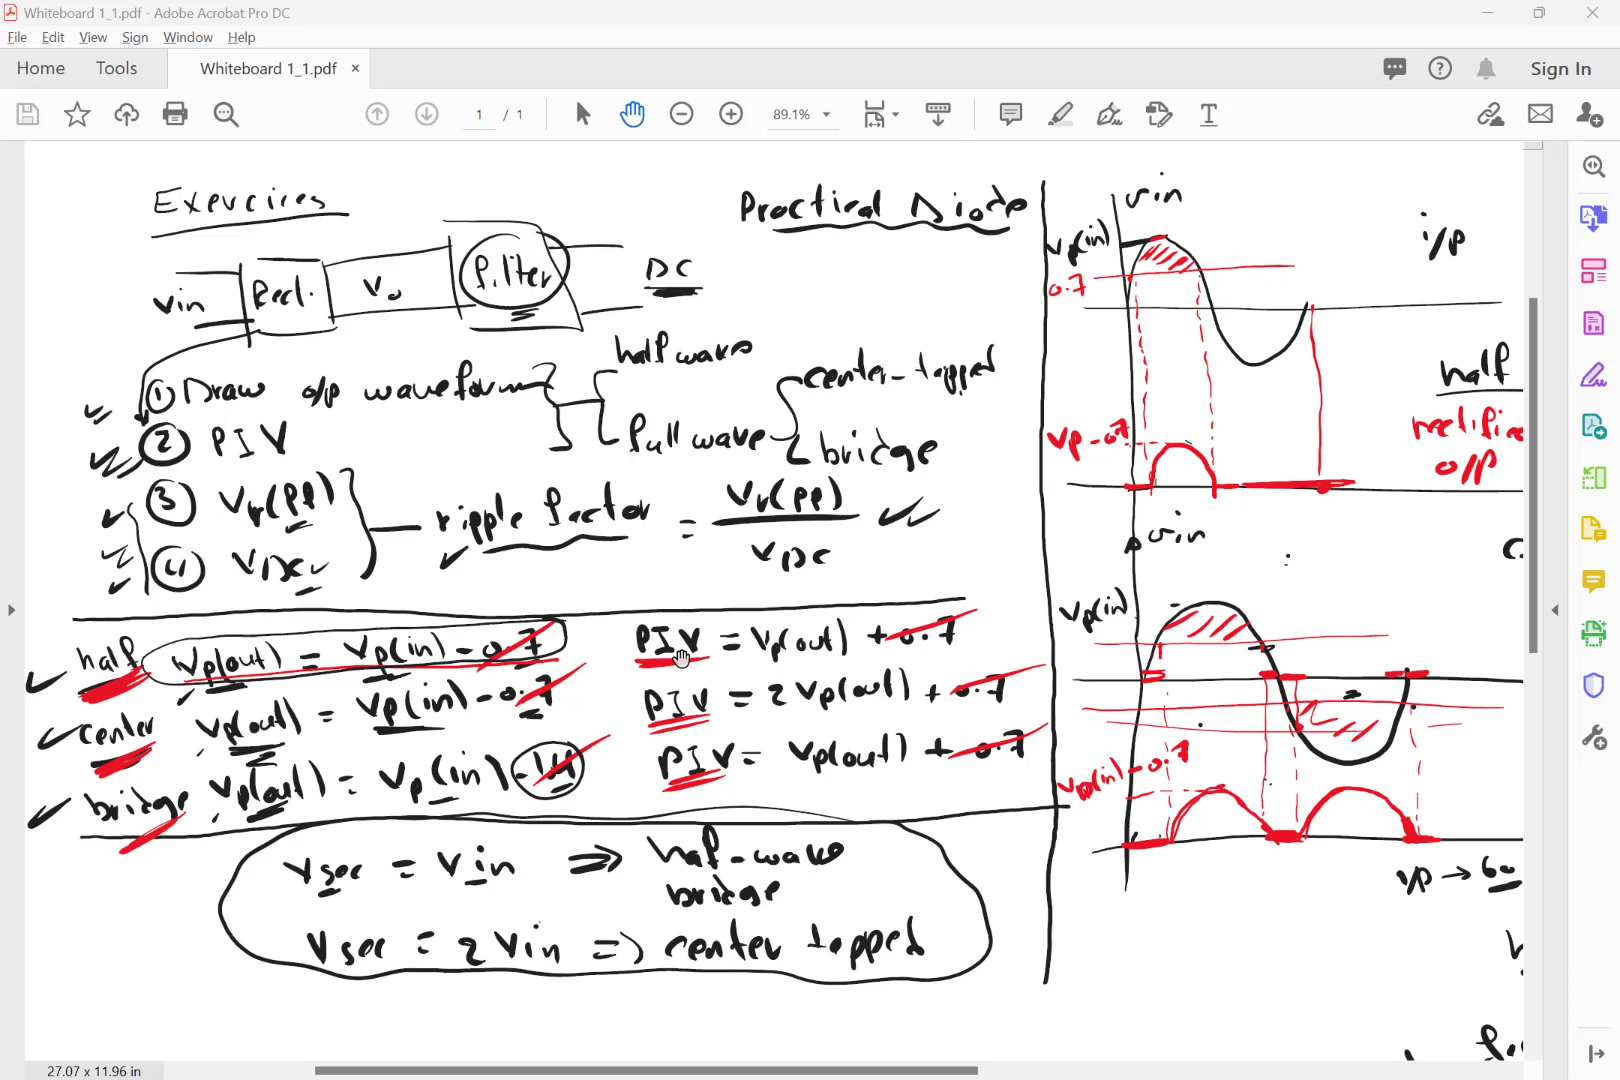 Whiteboard 1_1.pdf - Adobe Acrobat Pro DC
File Edit View Sign Window Help
Home Tools Whiteboard 1_1.pdf × Sign In
1 / 1 89.1%
Exercises
Practical Diode
Vin Rect. Vo filter DC
① Draw o/p waveform
half wave
full wave
center-tapped
bridge
② PIV
③ Vr(PP)
④ VDC
ripple factor = Vr(PP) / VDC
half Vp(out) = Vp(in) - 0.7 PIV = Vp(out) + 0.7
center Vp(out) = Vp(in) - 0.7 PIV = 2Vp(out) + 0.7
bridge Vp(out) = Vp(in) - 1.4 PIV = Vp(out) + 0.7
Vsec = Vin ⇒ haf-wave
bridge
Vsec = 2 Vin => center tapped
vin
Vp(in)
0.7
i/p
half
rectifie
o/p
Vp-0.7
vin
Vp(in)
Vp(in)-0.7
i/p → 60
27.07 x 11.96 in